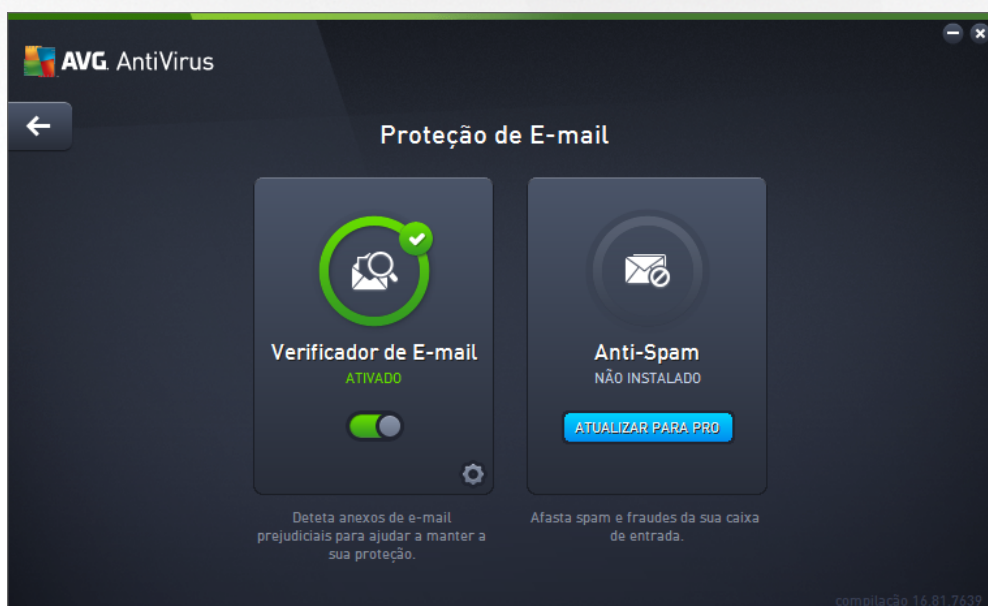 AVG. AntiVirus
Proteção de E-mail
Verificador de E-mail
ATIVADO
Deteta anexos de e-mail
prejudiciais para ajudar a manter a
sua proteção.
Anti-Spam
NÃO INSTALADO
ATUALIZAR PARA PRO
Afasta spam e fraudes da sua caixa
de entrada.
compilação 16.81.7639